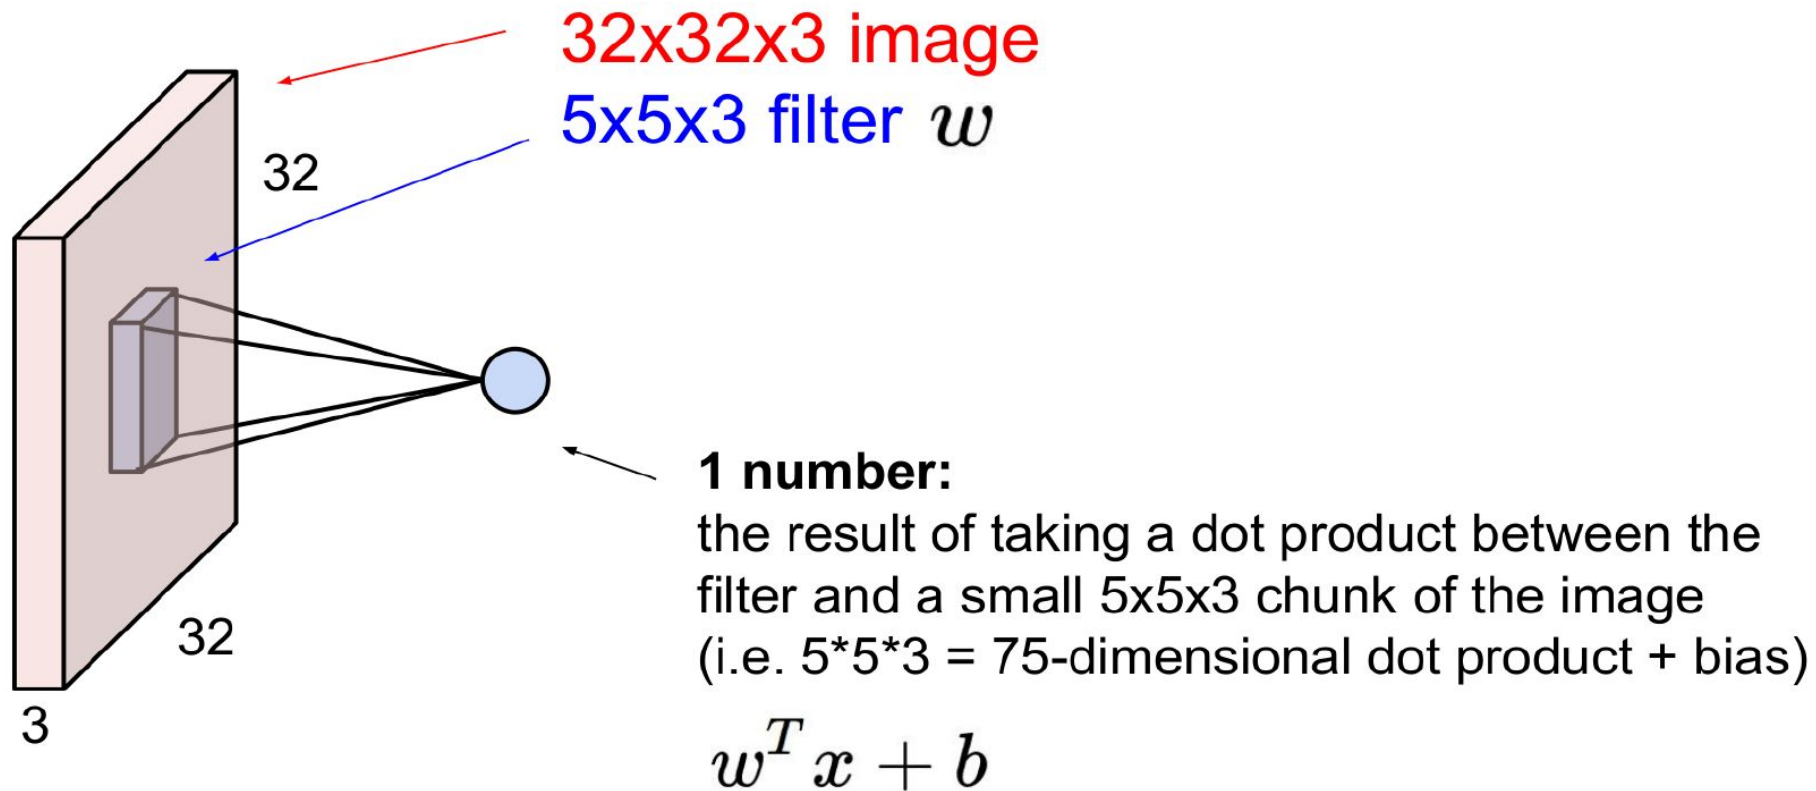 32x32x3 image
5x5x3 filter w
32
32
3
1 number:
the result of taking a dot product between the
filter and a small 5x5x3 chunk of the image
(i.e. 5*5*3 = 75-dimensional dot product + bias)
w^T x + b